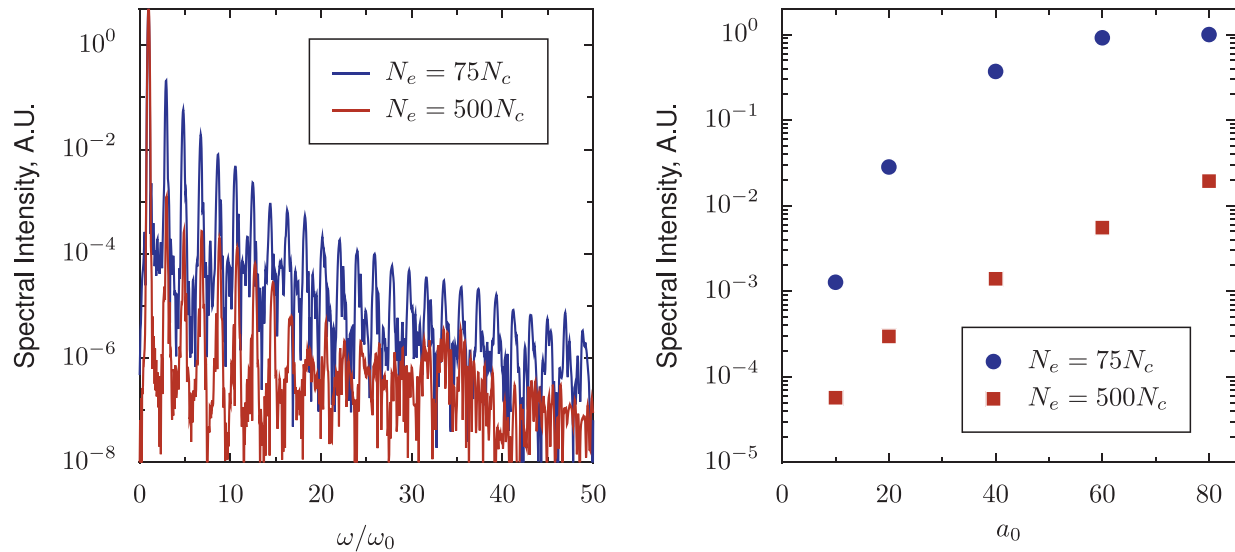 Spectral Intensity, A.U.
10^0
10^-2
10^-4
10^-6
10^-8
N_e = 75N_c
N_e = 500N_c
0 10 20 30 40 50
ω/ω_0
Spectral Intensity, A.U.
10^0
10^-1
10^-2
10^-3
10^-4
10^-5
N_e = 75N_c
N_e = 500N_c
0 20 40 60 80
a_0